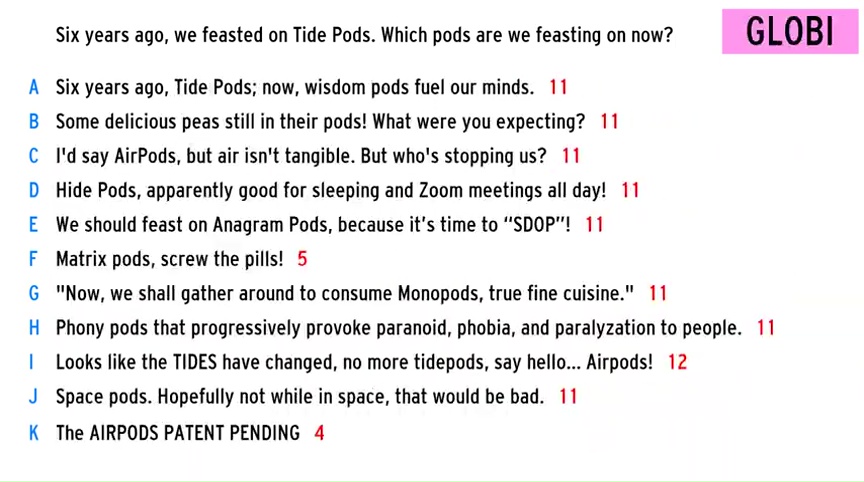 Six years ago, we feasted on Tide Pods. Which pods are we feasting on now?
GLOBI
A Six years ago, Tide Pods; now, wisdom pods fuel our minds. 11
B Some delicious peas still in their pods! What were you expecting? 11
C I'd say AirPods, but air isn't tangible. But who's stopping us? 11
D Hide Pods, apparently good for sleeping and Zoom meetings all day! 11
E We should feast on Anagram Pods, because it's time to “SDOP”! 11
F Matrix pods, screw the pills! 5
G "Now, we shall gather around to consume Monopods, true fine cuisine." 11
H Phony pods that progressively provoke paranoid, phobia, and paralyzation to people. 11
I Looks like the TIDES have changed, no more tidepods, say hello... Airpods! 12
J Space pods. Hopefully not while in space, that would be bad. 11
K The AIRPODS PATENT PENDING 4